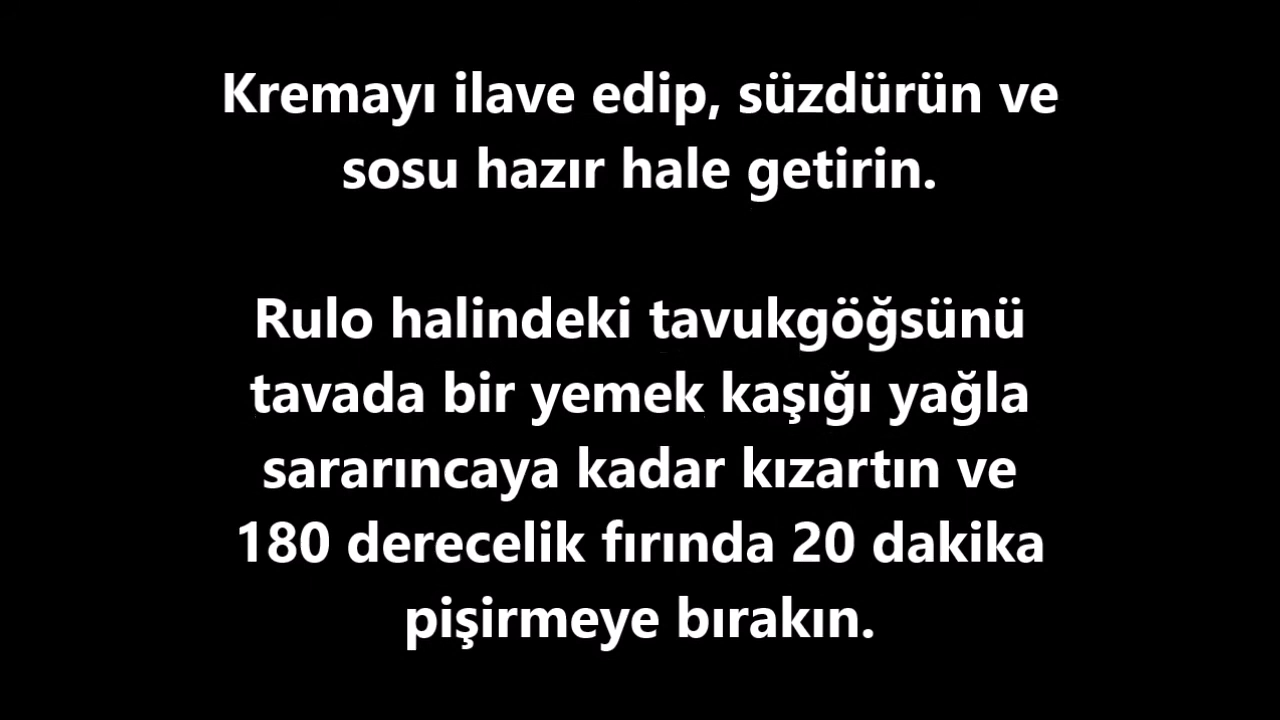 Kremayı ilave edip, süzdürün ve
sosu hazır hale getirin.
Rulo halindeki tavukgöğsünü
tavada bir yemek kaşığı yağla
sararıncaya kadar kızartın ve
180 derecelik fırında 20 dakika
pişirmeye bırakın.